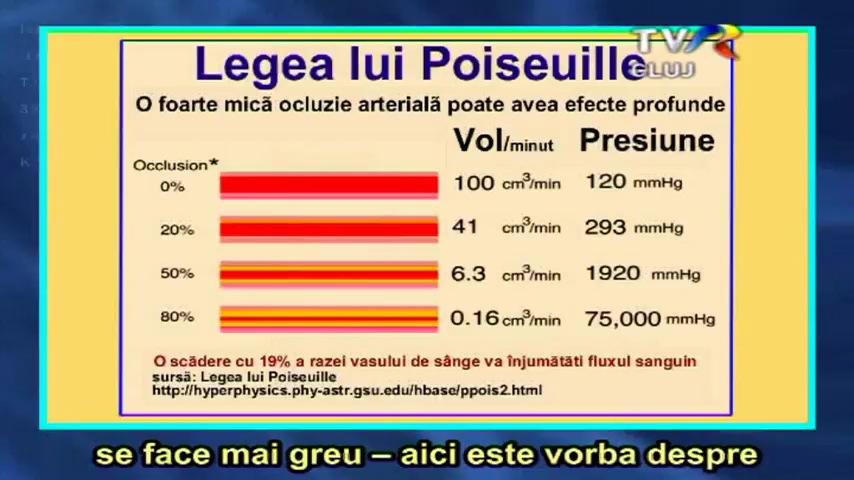 TVR
CLUJ
Legea lui Poiseuille
O foarte mică ocluzie arterială poate avea efecte profunde
Vol/minut Presiune
Occlusion*
0% 100 cm³/min 120 mmHg
20% 41 cm³/min 293 mmHg
50% 6.3 cm³/min 1920 mmHg
80% 0.16 cm³/min 75,000 mmHg
O scădere cu 19% a razei vasului de sânge va înjumătăti fluxul sanguin
sursă: Legea lui Poiseuille
http://hyperphysics.phy-astr.gsu.edu/hbase/ppois2.html
se face mai greu – aici este vorba despre